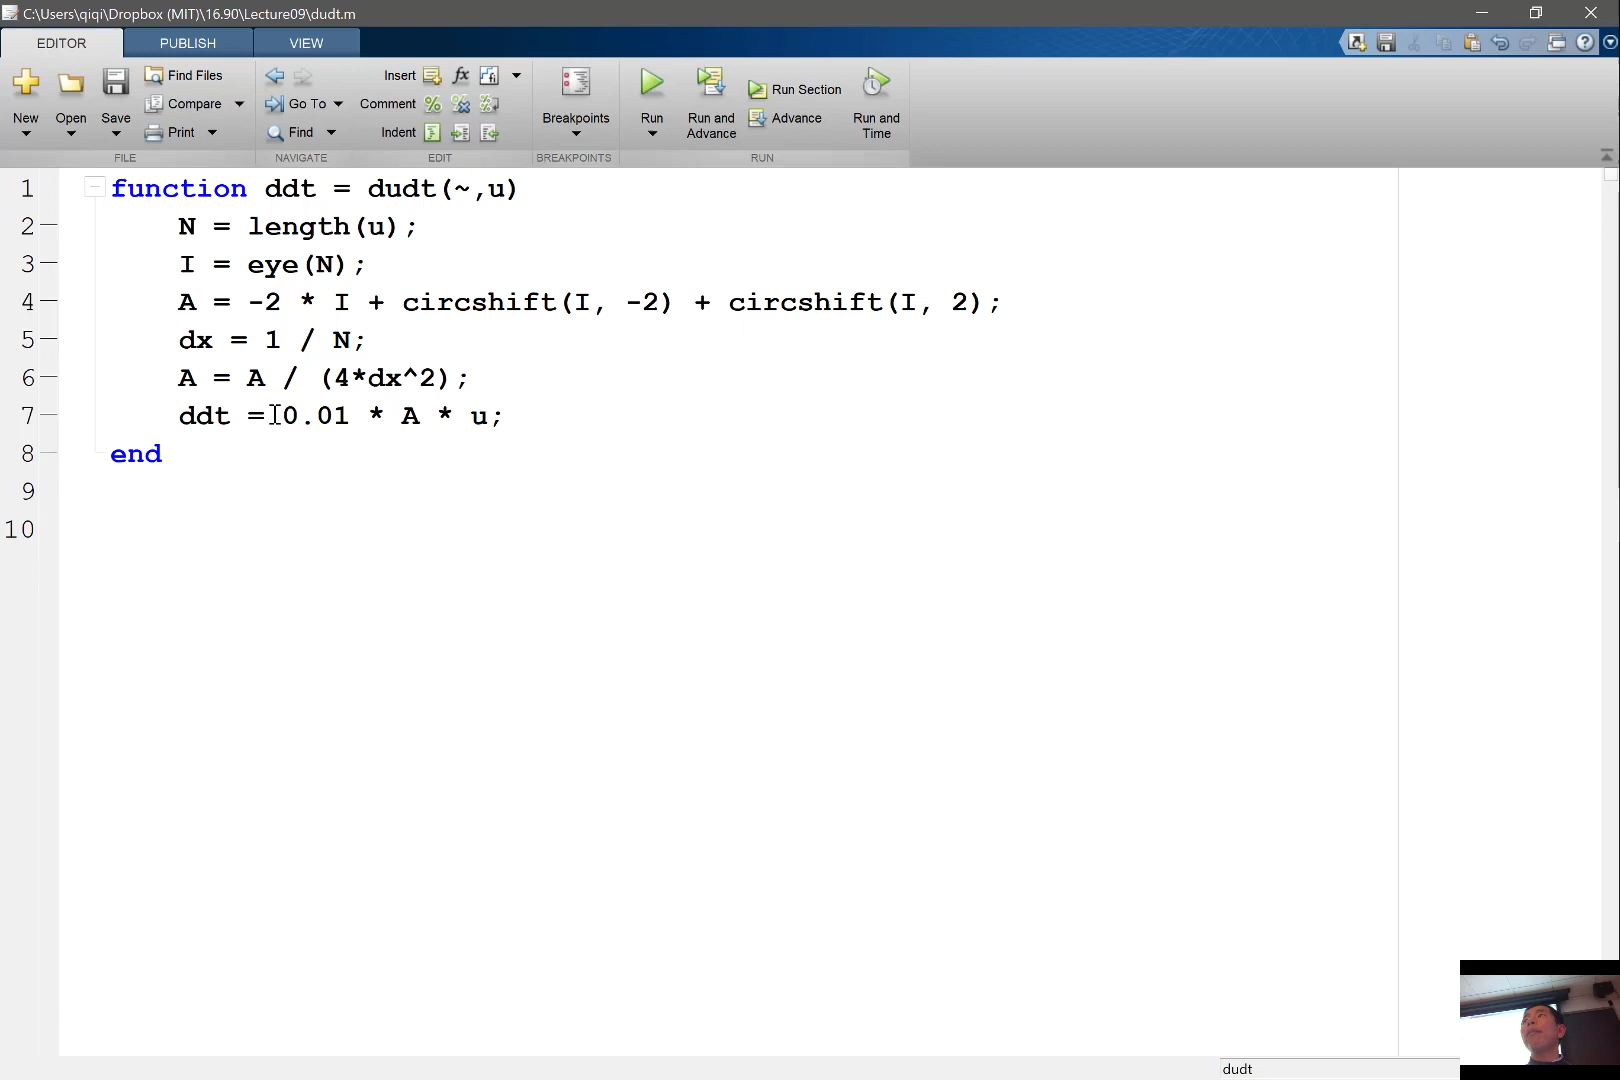 C:\Users\qiqi\Dropbox (MIT)\16.90\Lecture09\dudt.m
EDITOR PUBLISH VIEW
New Open Save Find Files Compare Print
Go To Find
Insert fx fi
Comment
Indent
Breakpoints
Run Run and Advance Run Section Advance Run and Time
FILE NAVIGATE EDIT BREAKPOINTS RUN
1 function ddt = dudt(~,u)
2 N = length(u);
3 I = eye(N);
4 A = -2 * I + circshift(I, -2) + circshift(I, 2);
5 dx = 1 / N;
6 A = A / (4*dx^2);
7 ddt = 0.01 * A * u;
8 end
9
10
dudt